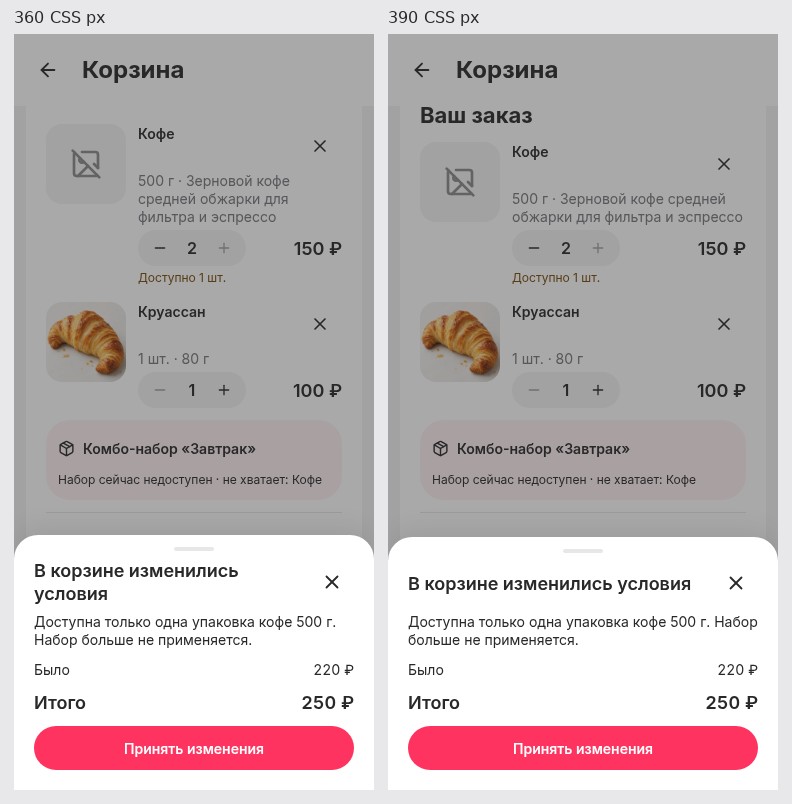 360 CSS px
Корзина
Кофе
500 г · Зерновой кофе
средней обжарки для
фильтра и эспрессо
2
150 ₽
Доступно 1 шт.
Круассан
1 шт. · 80 г
1
100 ₽
Комбо-набор «Завтрак»
Набор сейчас недоступен · не хватает: Кофе
В корзине изменились
условия
Доступна только одна упаковка кофе 500 г.
Набор больше не применяется.
Было 220 ₽
Итого 250 ₽
Принять изменения
390 CSS px
Корзина
Ваш заказ
Кофе
500 г · Зерновой кофе средней
обжарки для фильтра и эспрессо
2
150 ₽
Доступно 1 шт.
Круассан
1 шт. · 80 г
1
100 ₽
Комбо-набор «Завтрак»
Набор сейчас недоступен · не хватает: Кофе
В корзине изменились условия
Доступна только одна упаковка кофе 500 г. Набор
больше не применяется.
Было 220 ₽
Итого 250 ₽
Принять изменения